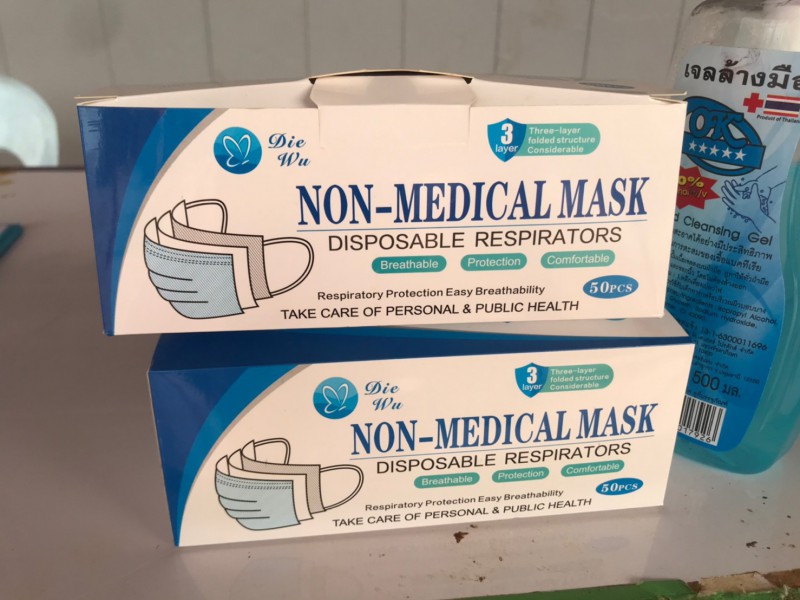 Die
Wu
3
layer
Three-layer
folded structure
Considerable
NON-MEDICAL MASK
DISPOSABLE RESPIRATORS
Breathable
Protection
Comfortable
Respiratory Protection Easy Breathability
50PCS
TAKE CARE OF PERSONAL & PUBLIC HEALTH
Die
Wu
3
layer
Three-layer
folded structure
Considerable
NON-MEDICAL MASK
DISPOSABLE RESPIRATORS
Breathable
Protection
Comfortable
Respiratory Protection Easy Breathability
50PCS
TAKE CARE OF PERSONAL & PUBLIC HEALTH
เจลล้างมือ
Product of Thailand
OK
Cleansing Gel
500 มล.